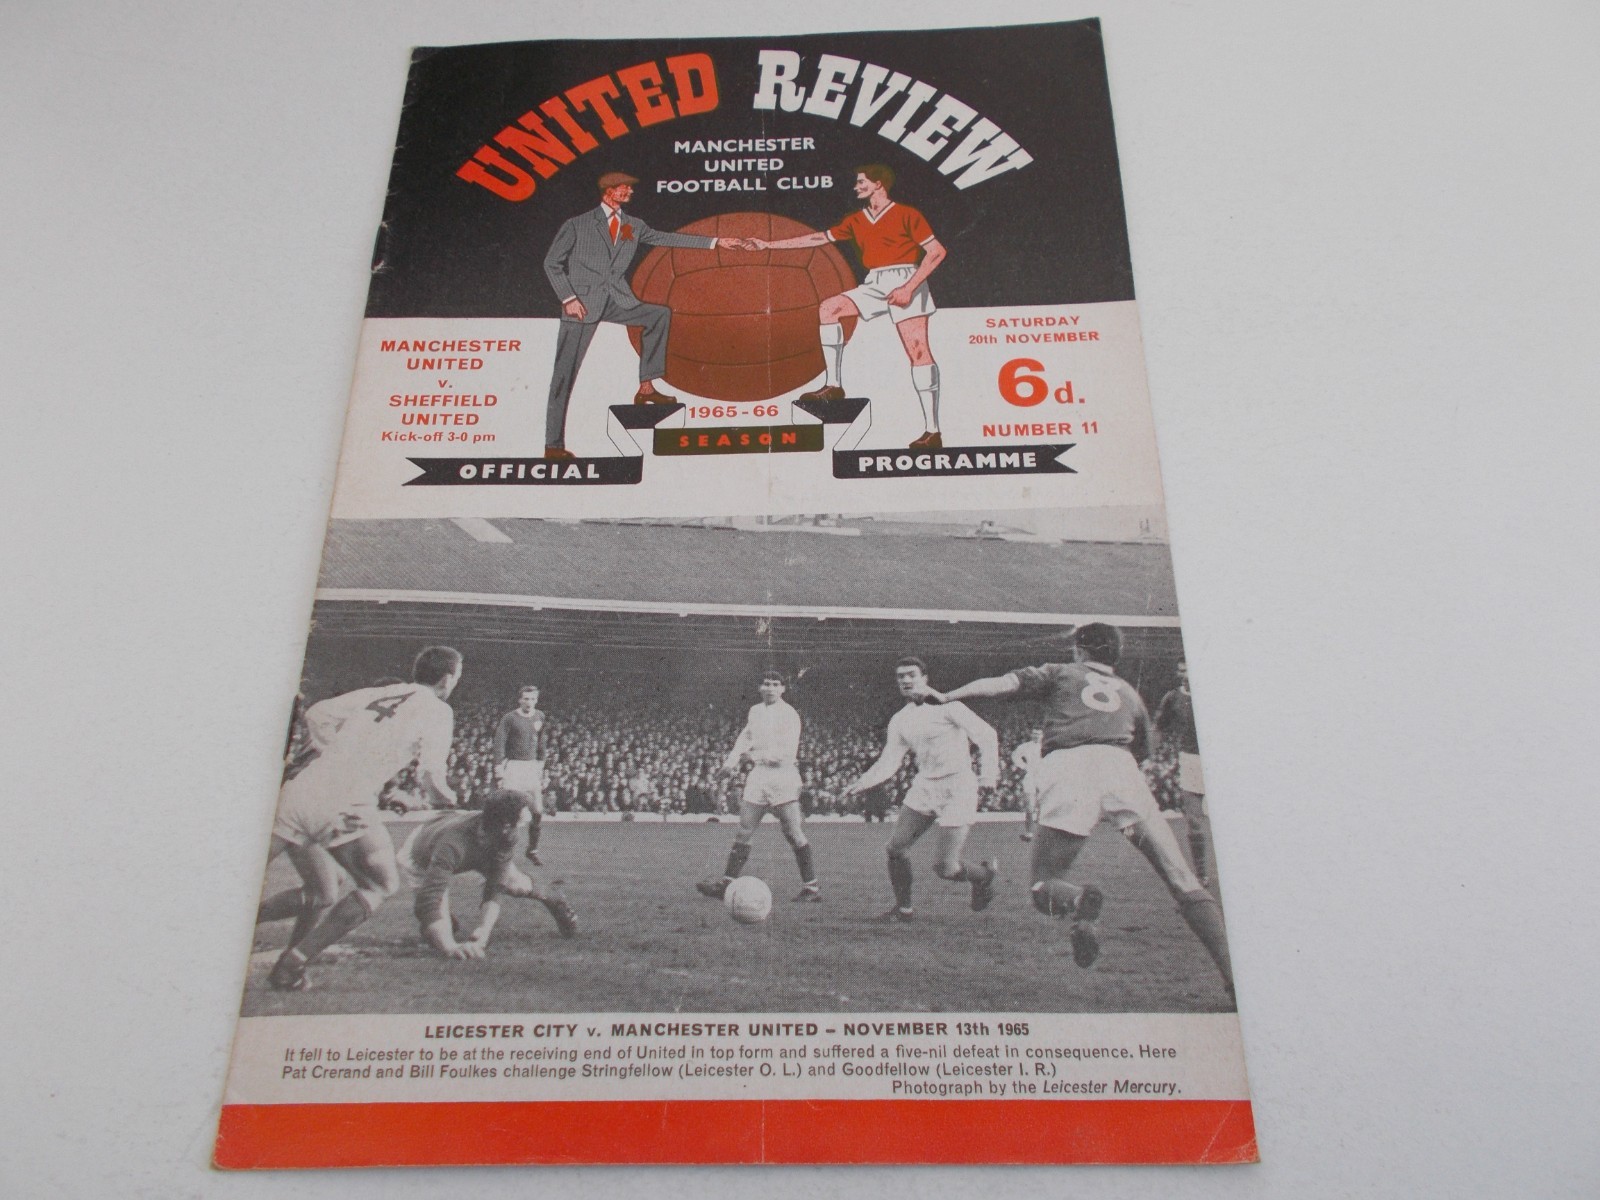 UNITED REVIEW
MANCHESTER
UNITED
FOOTBALL CLUB
MANCHESTER
UNITED
v.
SHEFFIELD
UNITED
Kick-off 3-0 pm
SATURDAY
20th NOVEMBER
6d.
NUMBER 11
1965-66
SEASON
OFFICIAL
PROGRAMME
4
8
LEICESTER CITY v. MANCHESTER UNITED – NOVEMBER 13th 1965
It fell to Leicester to be at the receiving end of United in top form and suffered a five-nil defeat in consequence. Here
Pat Crerand and Bill Foulkes challenge Stringfellow (Leicester O. L.) and Goodfellow (Leicester I. R.)
Photograph by the Leicester Mercury.